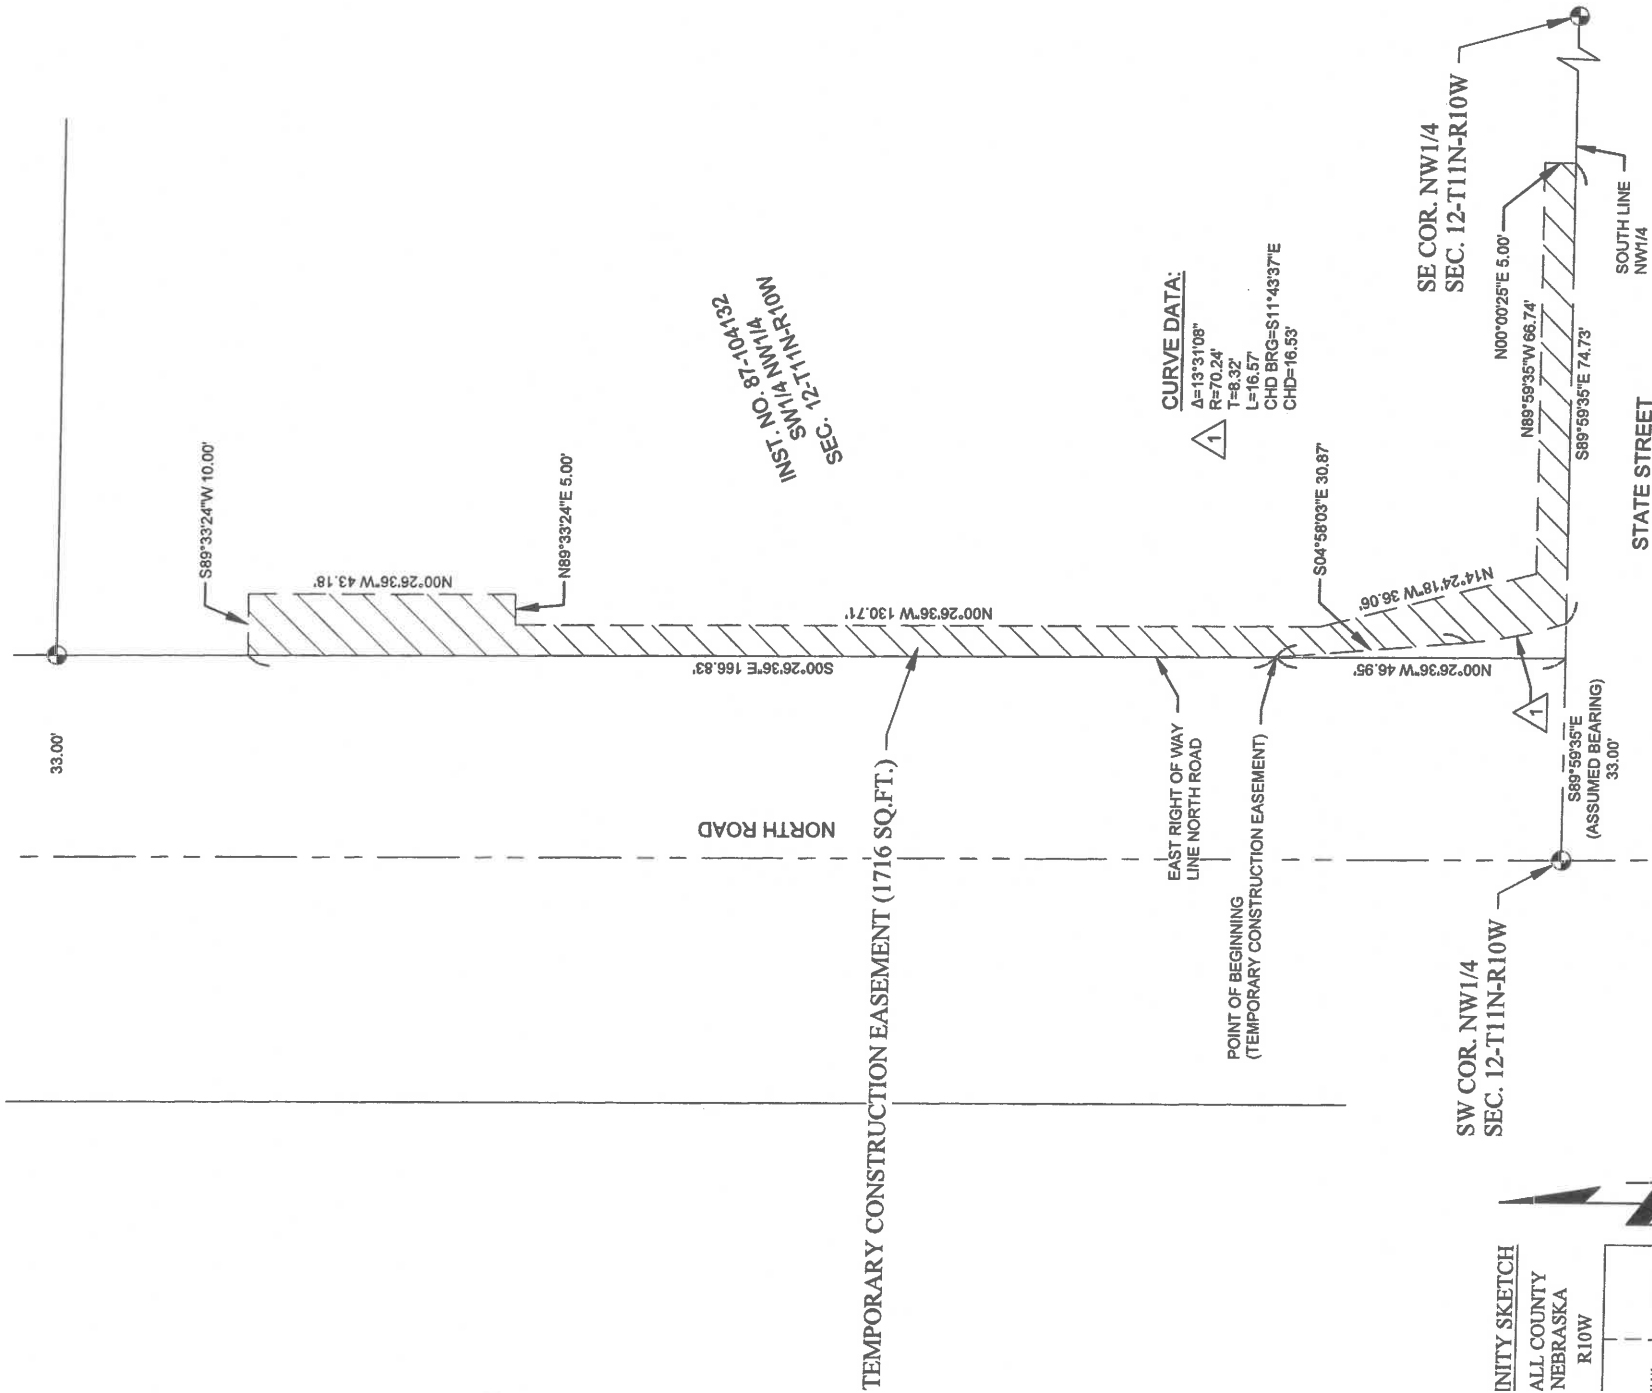 33.00'
S89°33'24"W 10.00'
N00°26'36"W 43.18'
N89°33'24"E 5.00'
INST. NO. 87-104132
SW1/4 NW1/4
SEC. 12-T11N-R10W
N00°26'36"W 130.71'
S00°26'36"E 166.83'
NORTH ROAD
TEMPORARY CONSTRUCTION EASEMENT (1716 SQ.FT.)
EAST RIGHT OF WAY
LINE NORTH ROAD
POINT OF BEGINNING
(TEMPORARY CONSTRUCTION EASEMENT)
CURVE DATA:
1
Δ=13°31'08"
R=70.24'
T=8.32'
L=16.57'
CHD BRG=S11°43'37"E
CHD=16.53'
S04°58'03"E 30.87'
N14°24'18"W 36.06'
N00°26'36"W 46.95'
1
S89°59'35"E
(ASSUMED BEARING)
33.00'
SE COR. NW1/4
SEC. 12-T11N-R10W
N00°00'25"E 5.00'
N89°59'35"W 66.74'
S89°59'35"E 74.73'
SOUTH LINE
NW1/4
STATE STREET
SW COR. NW1/4
SEC. 12-T11N-R10W
INITY SKETCH
ALL COUNTY
NEBRASKA
R10W